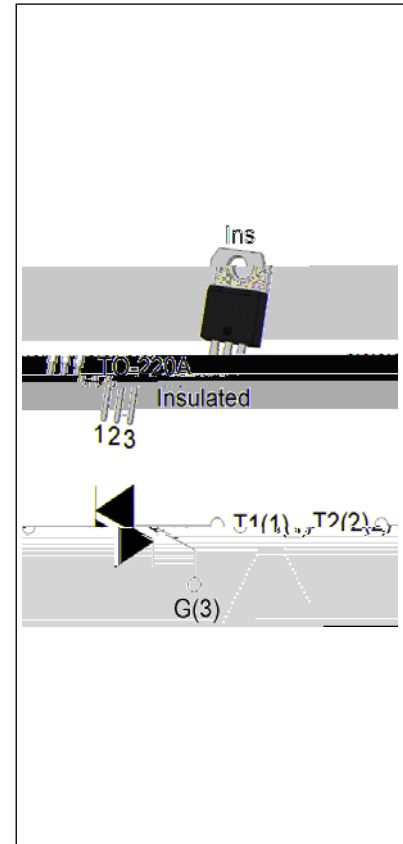 Ins
TO-220A
Insulated
123
T1(1) T2(2)
G(3)